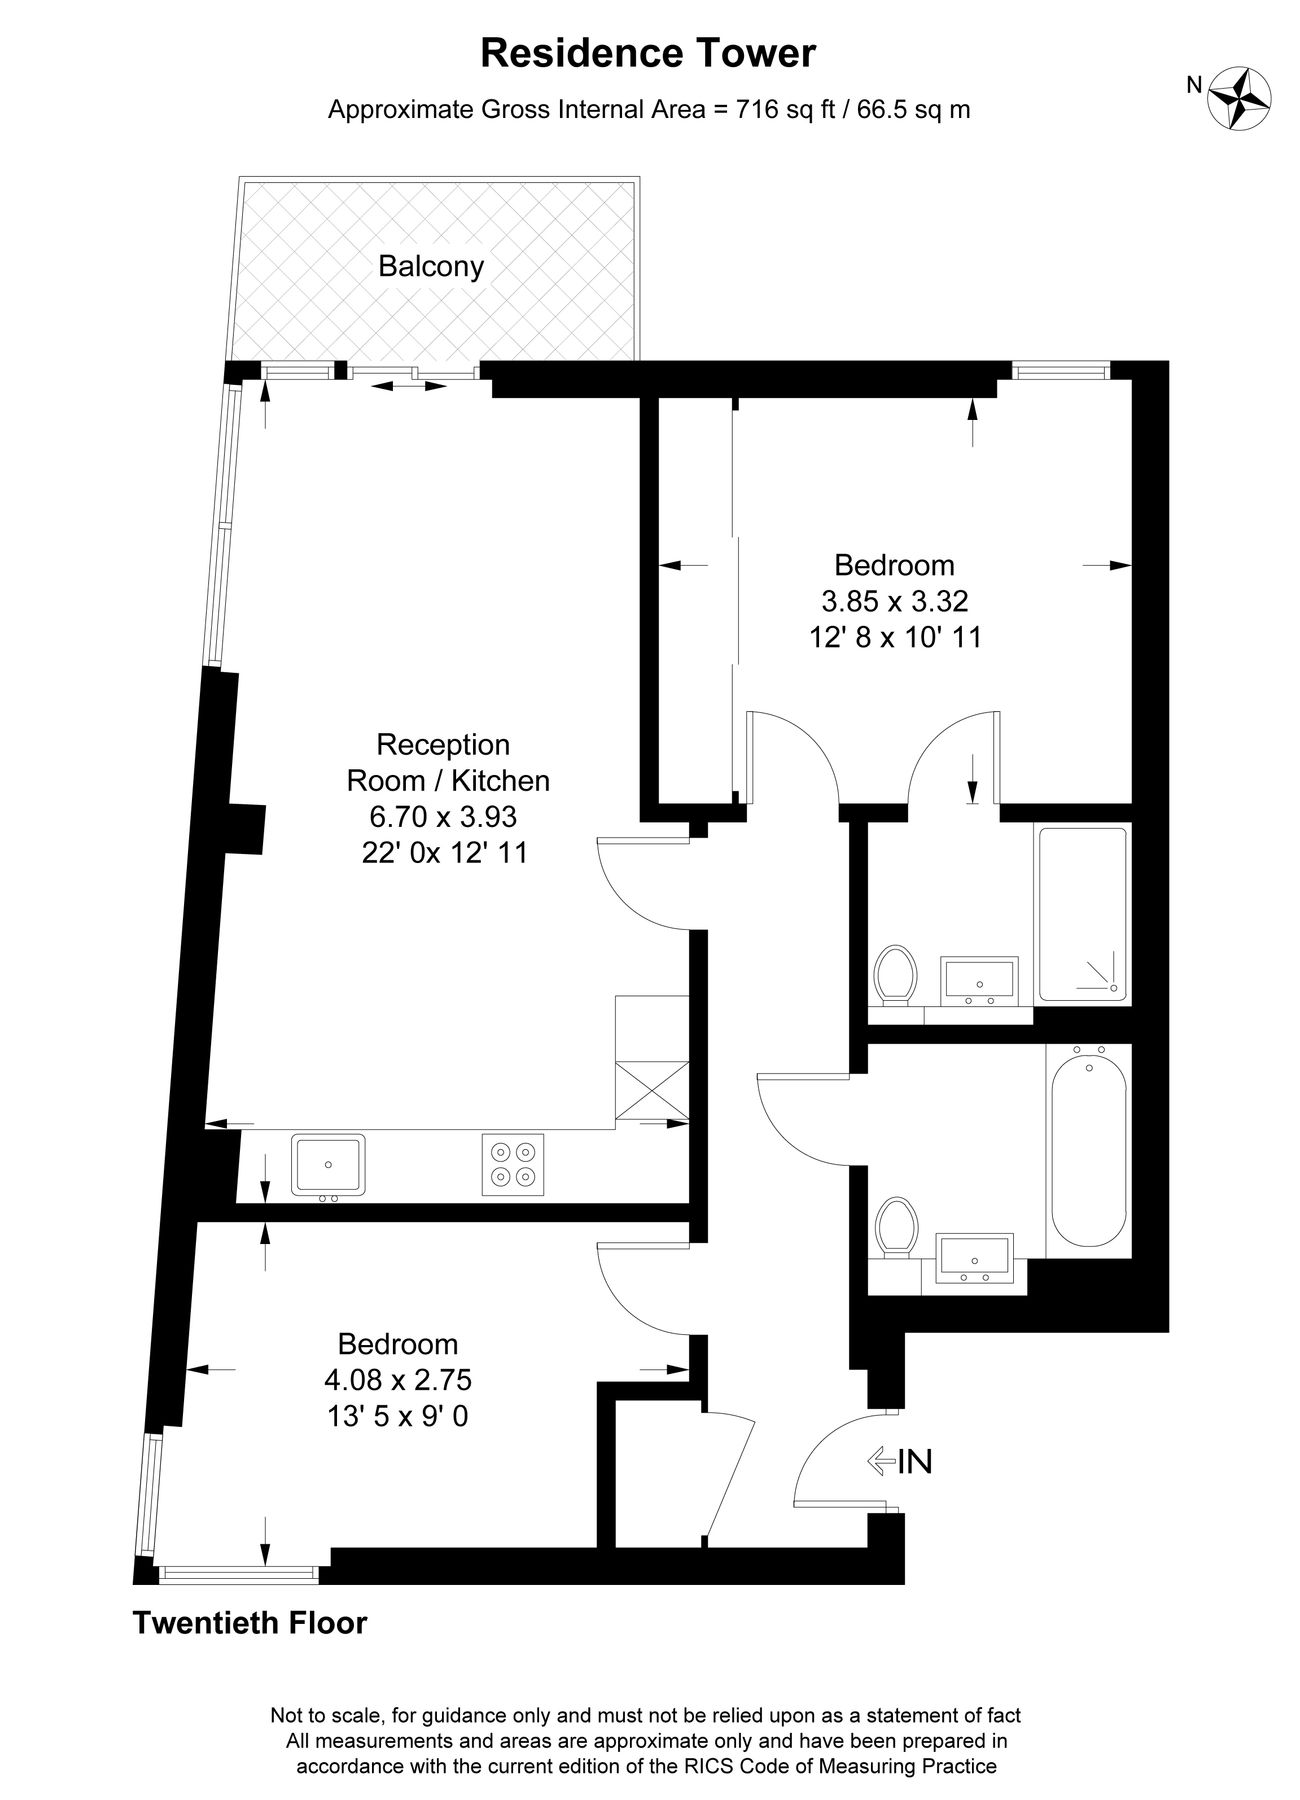 Residence Tower
Approximate Gross Internal Area = 716 sq ft / 66.5 sq m
N
Balcony
Bedroom
3.85 x 3.32
12' 8 x 10' 11
Reception
Room / Kitchen
6.70 x 3.93
22' 0x 12' 11
Bedroom
4.08 x 2.75
13' 5 x 9' 0
IN
Twentieth Floor
Not to scale, for guidance only and must not be relied upon as a statement of fact
All measurements and areas are approximate only and have been prepared in
accordance with the current edition of the RICS Code of Measuring Practice